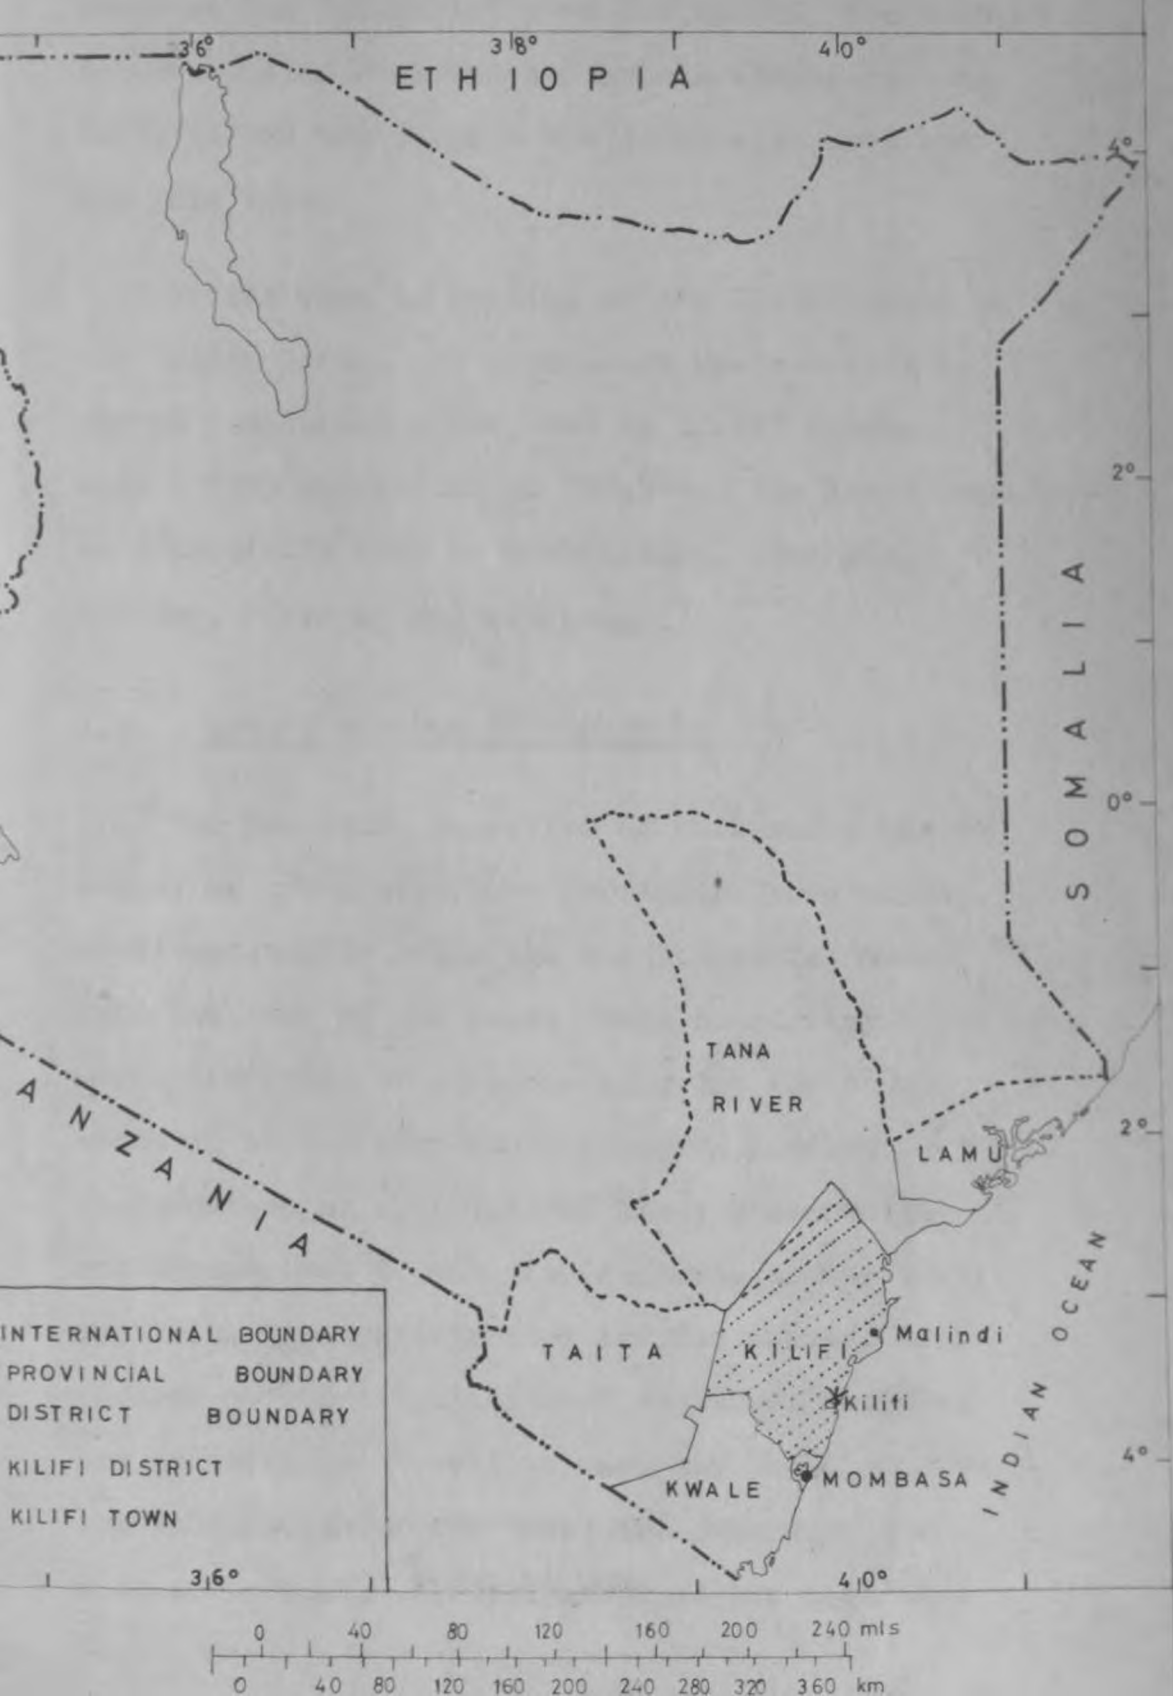 36°
38°
40°
ETHIOPIA
4°
2°
SOMALIA
0°
TANA
RIVER
2°
LAMU
ANZANIA
INDIAN OCEAN
Malindi
TAITA
KILIFI
Kilifi
4°
KWALE
MOMBASA
INTERNATIONAL BOUNDARY
PROVINCIAL BOUNDARY
DISTRICT BOUNDARY
KILIFI DISTRICT
KILIFI TOWN
36°
40°
0 40 80 120 160 200 240 mls
0 40 80 120 160 200 240 280 320 360 km